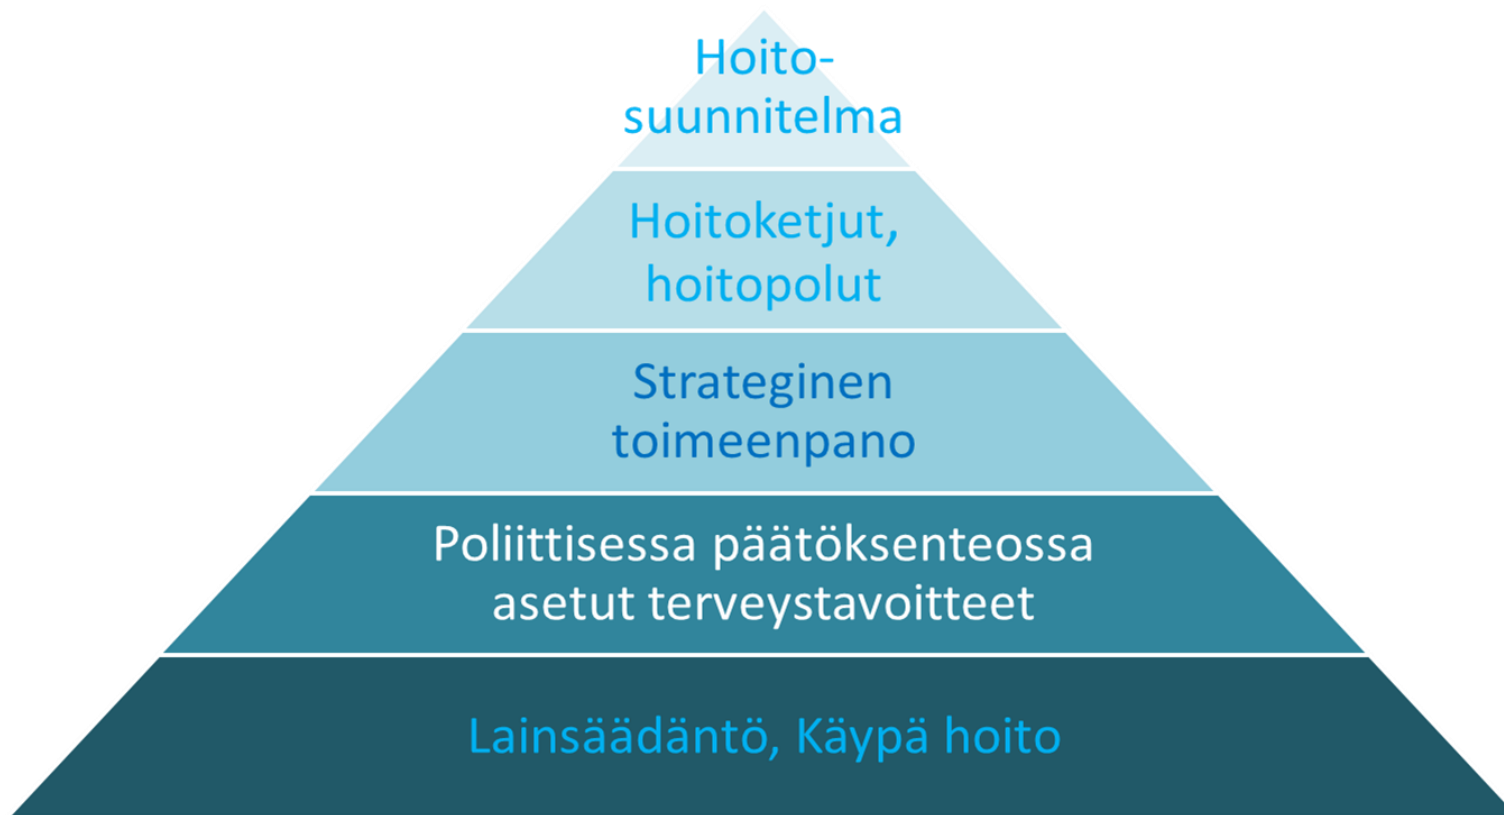 Hoito-
suunnitelma
Hoitoketjut,
hoitopolut
Strateginen
toimeenpano
Poliittisessa päätöksenteossa
asetut terveystavoitteet
Lainsäädäntö, Käypä hoito